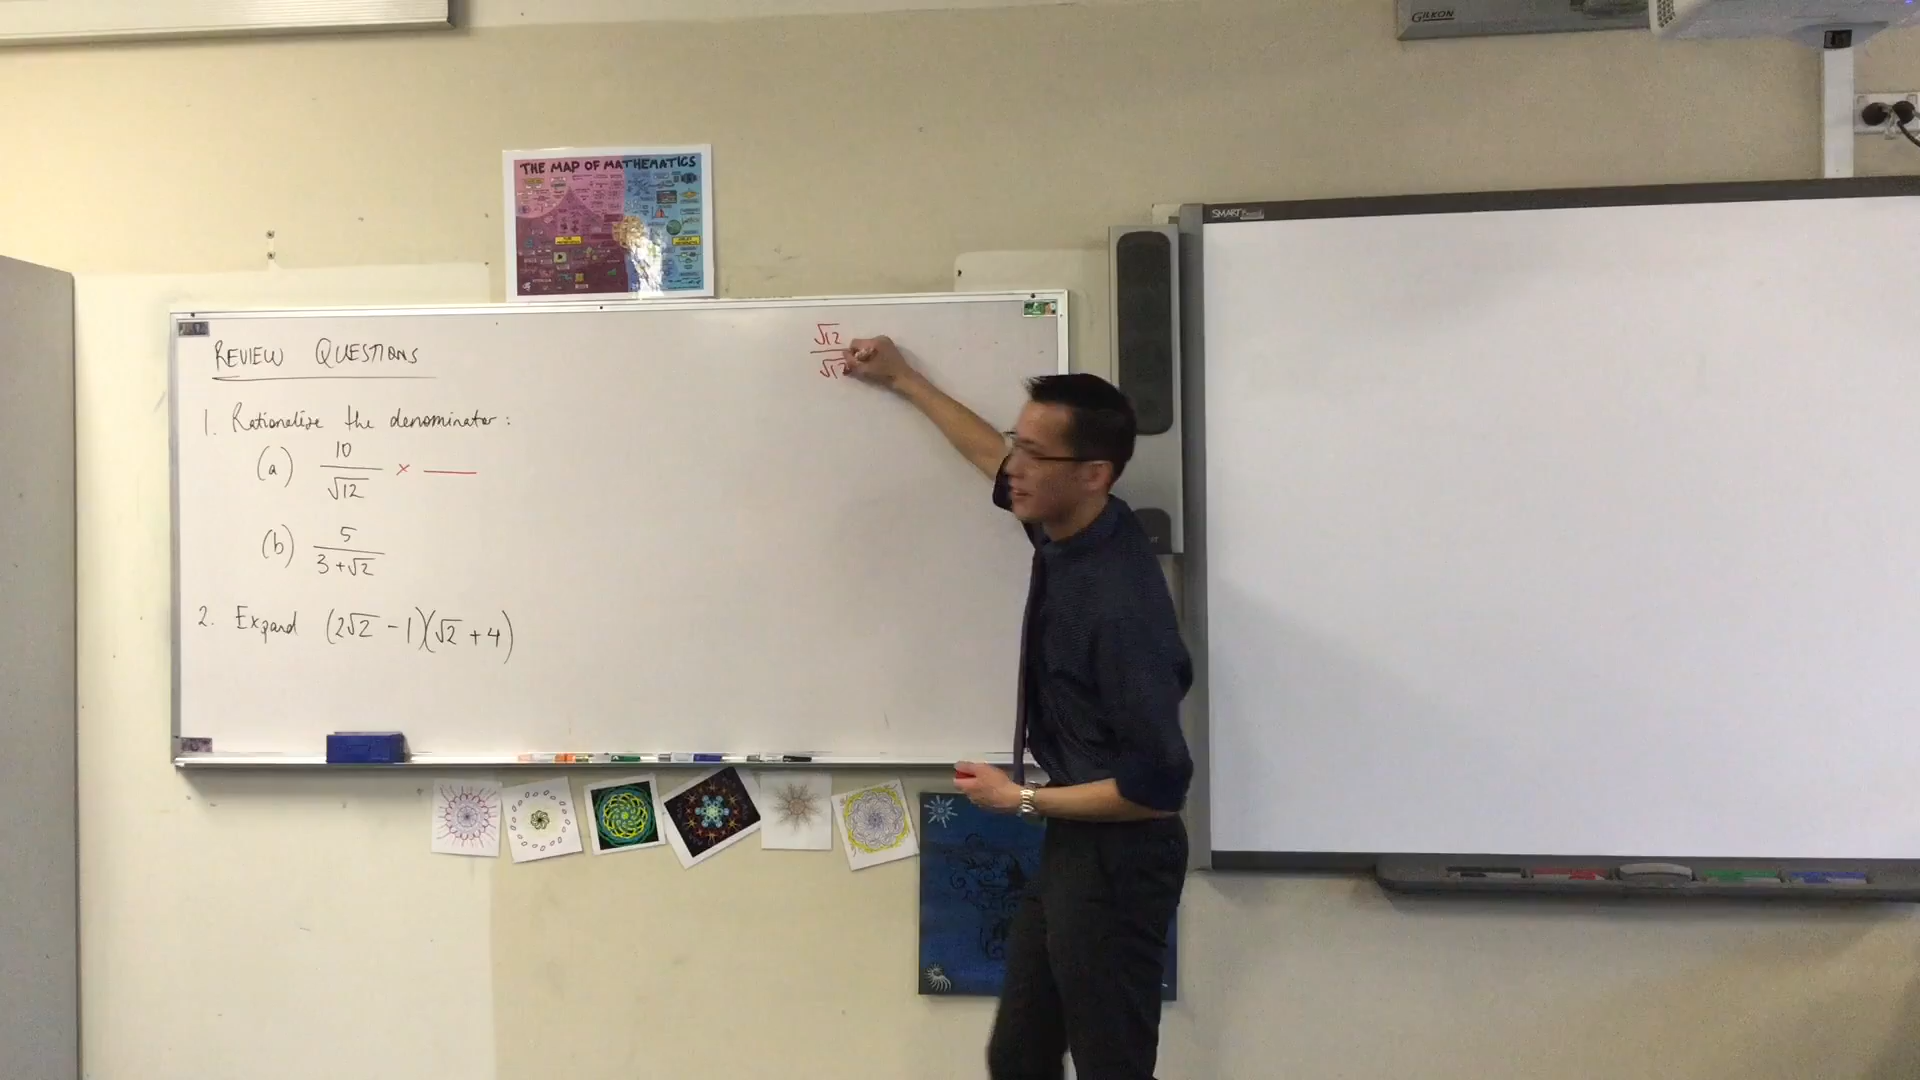 GILKON
THE MAP OF MATHEMATICS
SMART
REVIEW QUESTIONS
√12
√12
1. Rationalise the denominator:
(a) 10/√12 × —
(b) 5/(3+√2)
2. Expand (2√2 - 1)(√2 + 4)